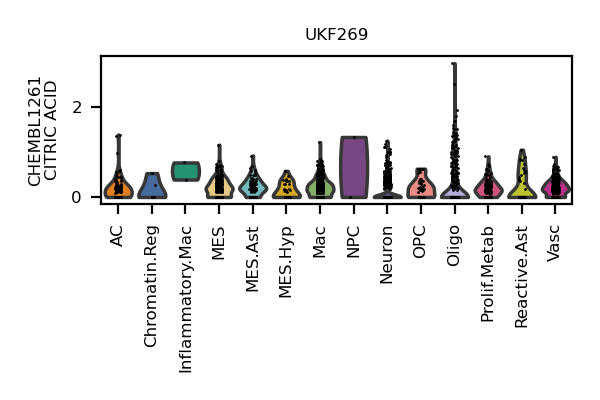 UKF269
CHEMBL1261
CITRIC ACID
2
0
AC
Chromatin.Reg
Inflammatory.Mac
MES
MES.Ast
MES.Hyp
Mac
NPC
Neuron
OPC
Oligo
Prolif.Metab
Reactive.Ast
Vasc